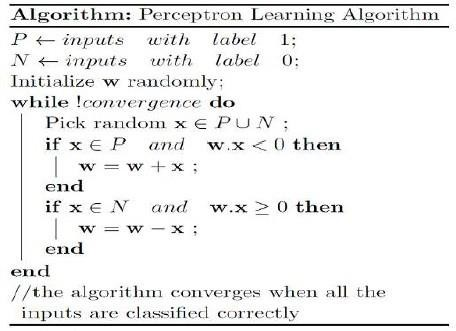 Algorithm: Perceptron Learning Algorithm
P ← inputs with label 1;
N ← inputs with label 0;
Initialize w randomly;
while !convergence do
Pick random x ∈ P ∪ N ;
if x ∈ P and w.x < 0 then
w = w + x ;
end
if x ∈ N and w.x ≥ 0 then
w = w − x ;
end
end
//the algorithm converges when all the
inputs are classified correctly